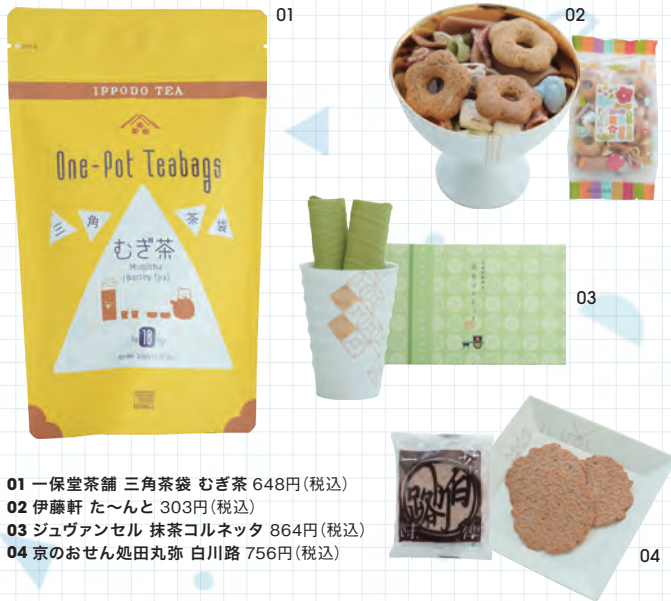 01
02
IPPODO TEA
One-Pot Teabags
三角茶袋
むぎ茶
Mugicha
(Barley Tea)
10
03
白川路
04
01 一保堂茶舗 三角茶袋 むぎ茶 648円(税込)
02 伊藤軒 た〜んと 303円(税込)
03 ジュヴァンセル 抹茶コルネッタ 864円(税込)
04 京のおせん処田丸弥 白川路 756円(税込)